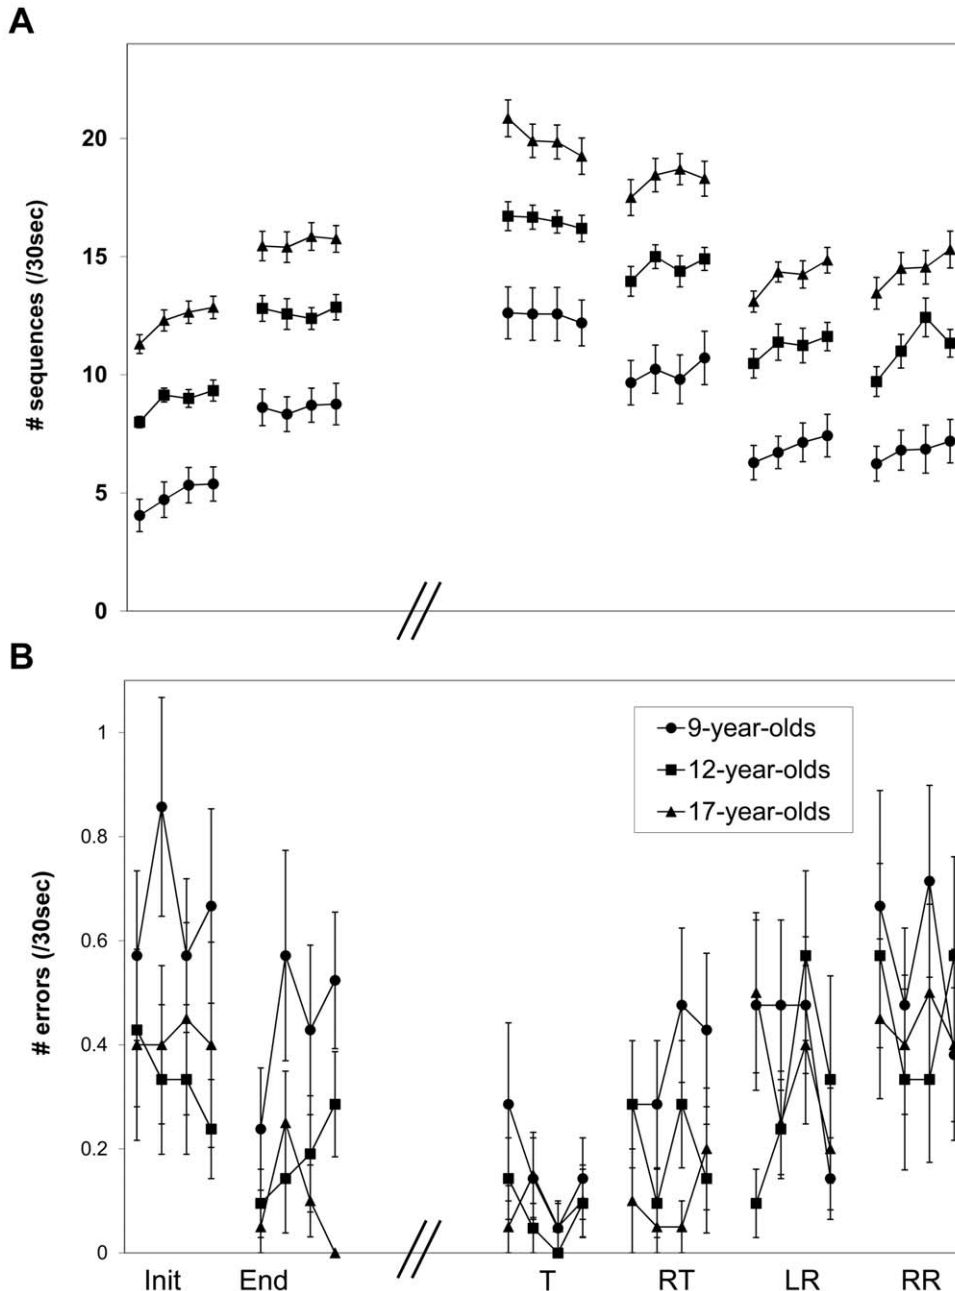 A
# sequences (/30sec)
20
15
10
5
0
B
# errors (/30sec)
1
0.8
0.6
0.4
0.2
0
9-year-olds
12-year-olds
17-year-olds
Init End T RT LR RR